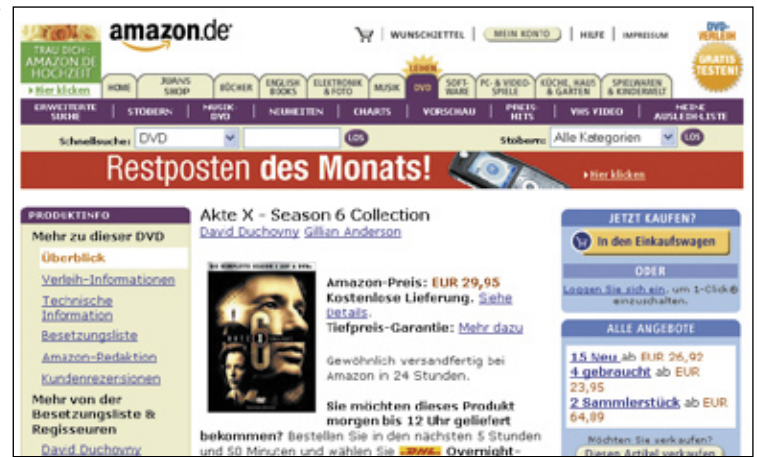 amazon.de
WUNSCHZETTEL | MEIN KONTO | HILFE | IMPRESSUM
DVD-VERLEIH
GRATIS TESTEN!
TRAU DICH:
AMAZON.DE
HOCHZEIT
Hier klicken
LEIHEN
HOME
JUANS SHOP
BÜCHER
ENGLISH BOOKS
ELEKTRONIK & FOTO
MUSIK
DVD
SOFT-WARE
PC- & VIDEO-SPIELE
KÜCHE, HAUS & GARTEN
SPIELWAREN & KINDERWELT
ERWEITERTE SUCHE | STÖBERN | MUSIK-DVD | NEUHEITEN | CHARTS | VORSCHAU | PREIS-HITS | VHS VIDEO | MEINE AUSLEIH-LISTE
Schnellsuche: DVD LOS
Stöbern: Alle Kategorien LOS
Restposten des Monats!
Hier klicken
PRODUKTINFO
Mehr zu dieser DVD
Überblick
Verleih-Informationen
Technische
Information
Besetzungsliste
Amazon-Redaktion
Kundenrezensionen
Mehr von der
Besetzungsliste &
Regisseuren
David Duchovny
Akte X - Season 6 Collection
David Duchovny Gillian Anderson
Amazon-Preis: EUR 29,95
Kostenlose Lieferung. Siehe
Details.
Tiefpreis-Garantie: Mehr dazu
Gewöhnlich versandfertig bei
Amazon in 24 Stunden.
Sie möchten dieses Produkt
morgen bis 12 Uhr geliefert
bekommen? Bestellen Sie in den nächsten 5 Stunden
und 50 Minuten und wählen Sie DHL Overnight-
JETZT KAUFEN?
In den Einkaufswagen
ODER
Loggen Sie sich ein, um 1-Click®
einzuschalten.
ALLE ANGEBOTE
15 Neu ab EUR 26,92
4 gebraucht ab EUR
23,95
2 Sammlerstück ab EUR
64,89
Möchten Sie verkaufen?
Diesen Artikel verkaufen